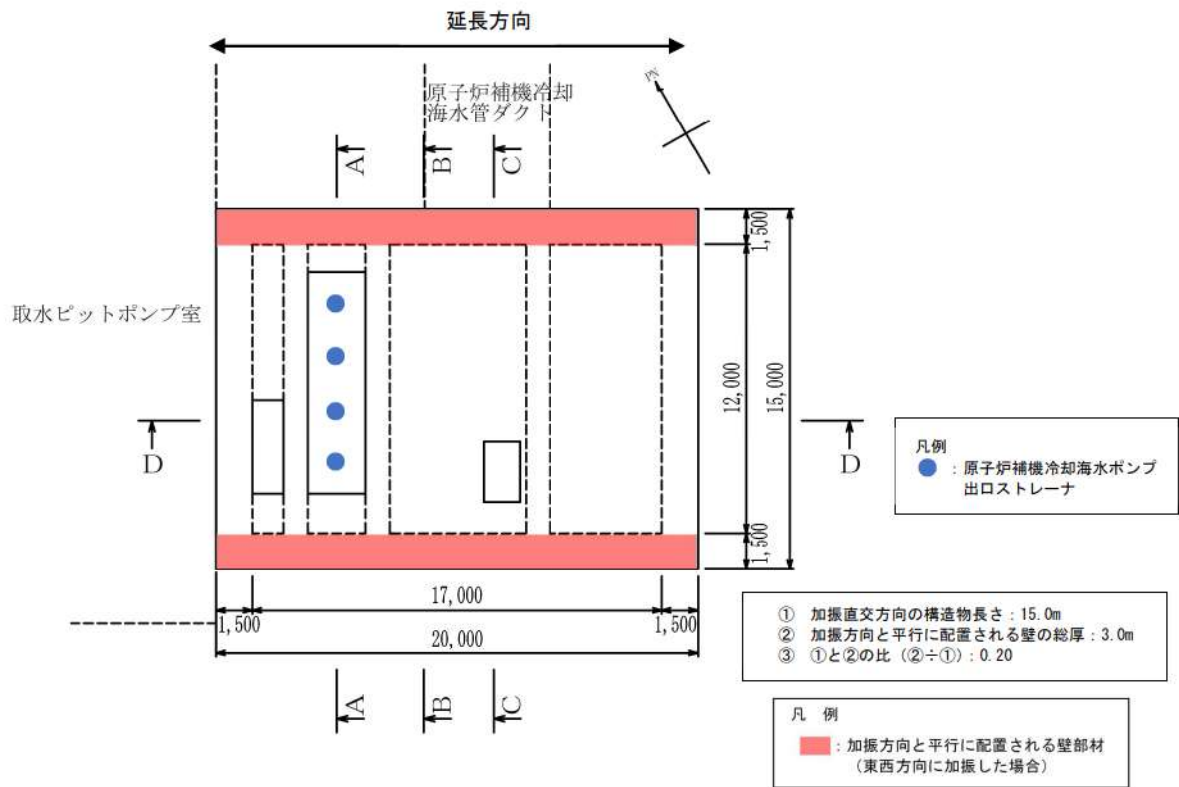 延長方向
原子炉補機冷却
海水管ダクト
A
B
C
1,500
取水ピットポンプ室
12,000
15,000
D
D
凡例
：原子炉補機冷却海水ポンプ
出口ストレーナ
1,500
17,000
1,500
1,500
20,000
① 加振直交方向の構造物長さ：15.0m
② 加振方向と平行に配置される壁の総厚：3.0m
③ ①と②の比（②÷①）：0.20
A
B
C
凡 例
：加振方向と平行に配置される壁部材
（東西方向に加振した場合）